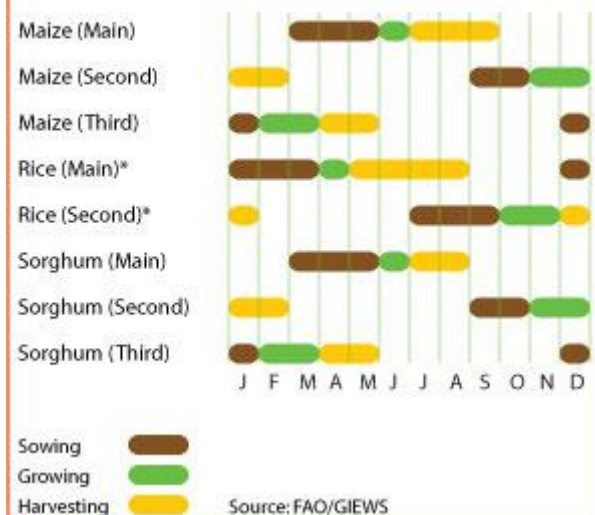 Maize (Main)
Maize (Second)
Maize (Third)
Rice (Main)*
Rice (Second)*
Sorghum (Main)
Sorghum (Second)
Sorghum (Third)
J F M A M J J A S O N D
Sowing
Growing
Harvesting Source: FAO/GIEWS